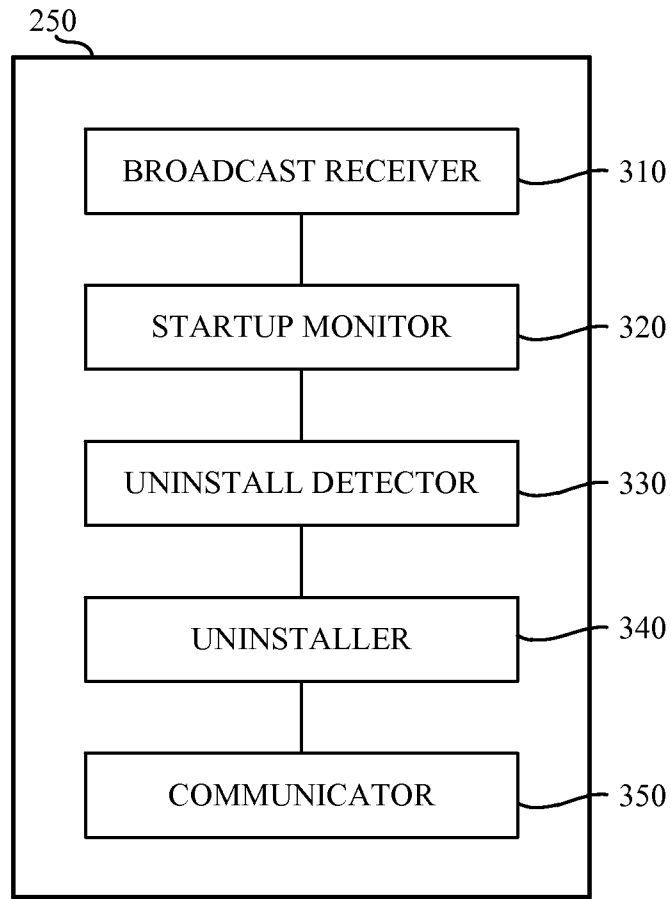 250
BROADCAST RECEIVER
310
STARTUP MONITOR
320
UNINSTALL DETECTOR
330
UNINSTALLER
340
COMMUNICATOR
350